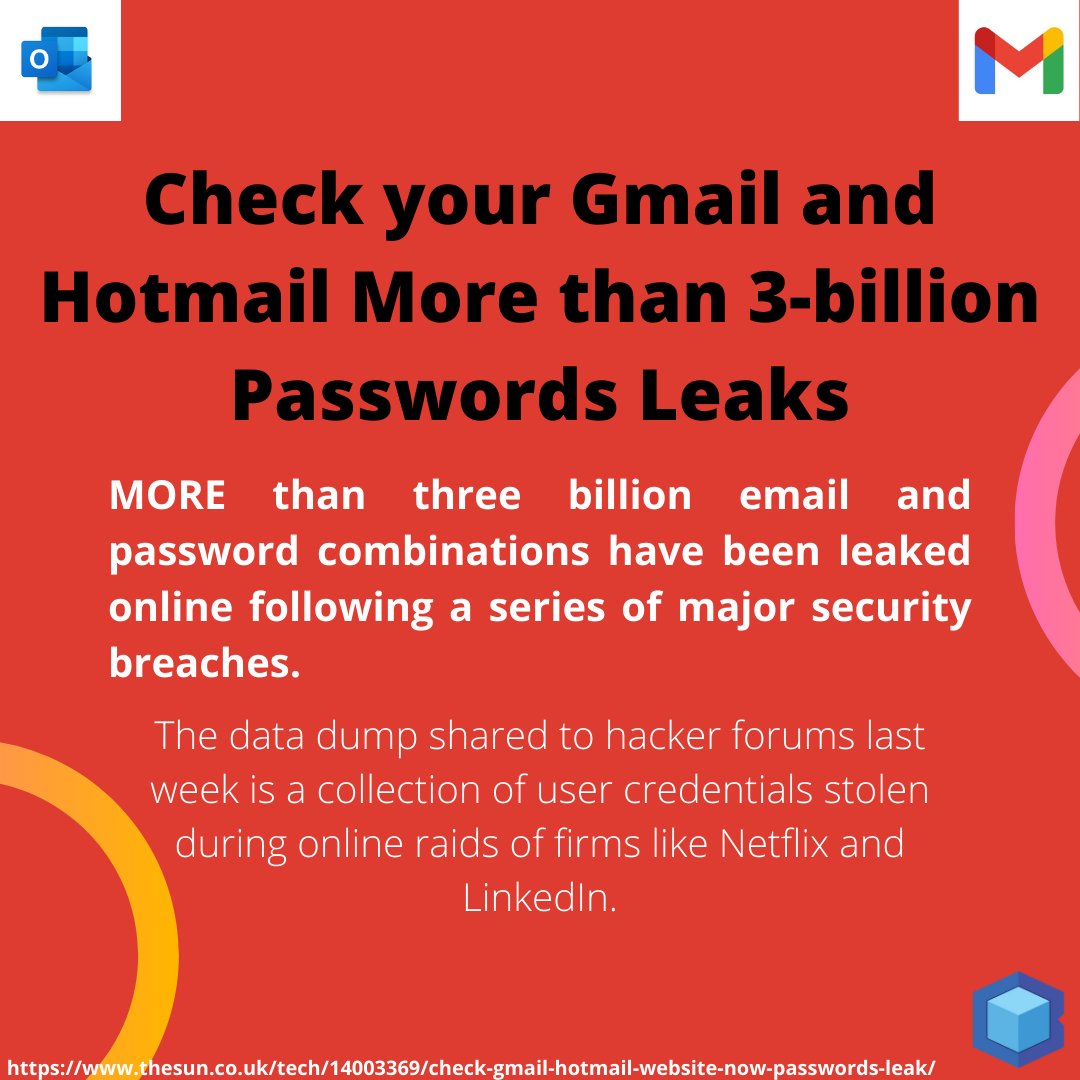 O
Check your Gmail and
Hotmail More than 3-billion
Passwords Leaks
MORE than three billion email and
password combinations have been leaked
online following a series of major security
breaches.
The data dump shared to hacker forums last
week is a collection of user credentials stolen
during online raids of firms like Netflix and
LinkedIn.
https://www.thesun.co.uk/tech/14003369/check-gmail-hotmail-website-now-passwords-leak/